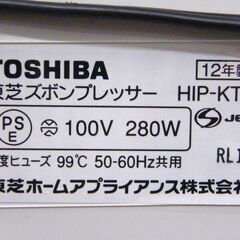 TOSHIBA 12年製
東芝ズボンプレッサー HIP-KT
PS E 100V 280W JE
度ヒューズ 99℃ 50-60Hz共用 RL1
東芝ホームアプライアンス株式会